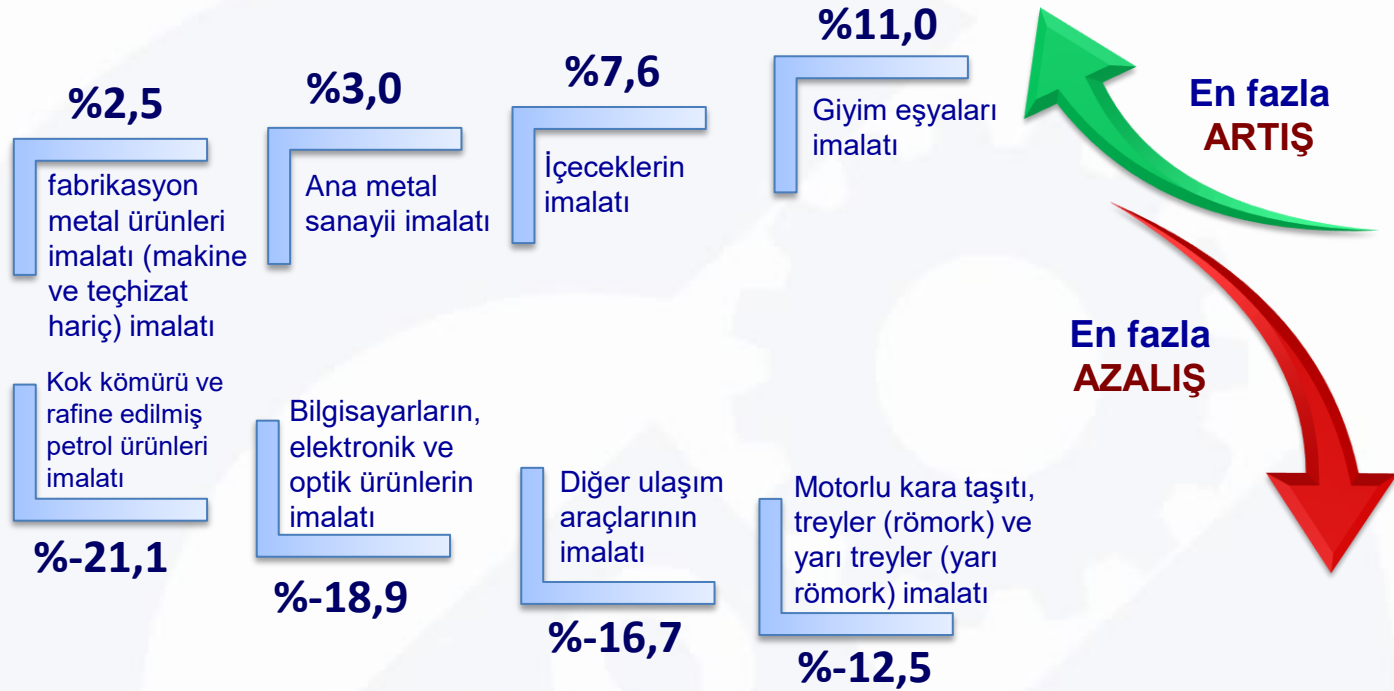 %2,5
fabrikasyon
metal ürünleri
imalatı (makine
ve teçhizat
hariç) imalatı
%3,0
Ana metal
sanayii imalatı
%7,6
İçeceklerin
imalatı
%11,0
Giyim eşyaları
imalatı
En fazla
ARTIŞ
Kok kömürü ve
rafine edilmiş
petrol ürünleri
imalatı
%-21,1
Bilgisayarların,
elektronik ve
optik ürünlerin
imalatı
%-18,9
Diğer ulaşım
araçlarının
imalatı
%-16,7
Motorlu kara taşıtı,
treyler (römork) ve
yarı treyler (yarı
römork) imalatı
%-12,5
En fazla
AZALIŞ